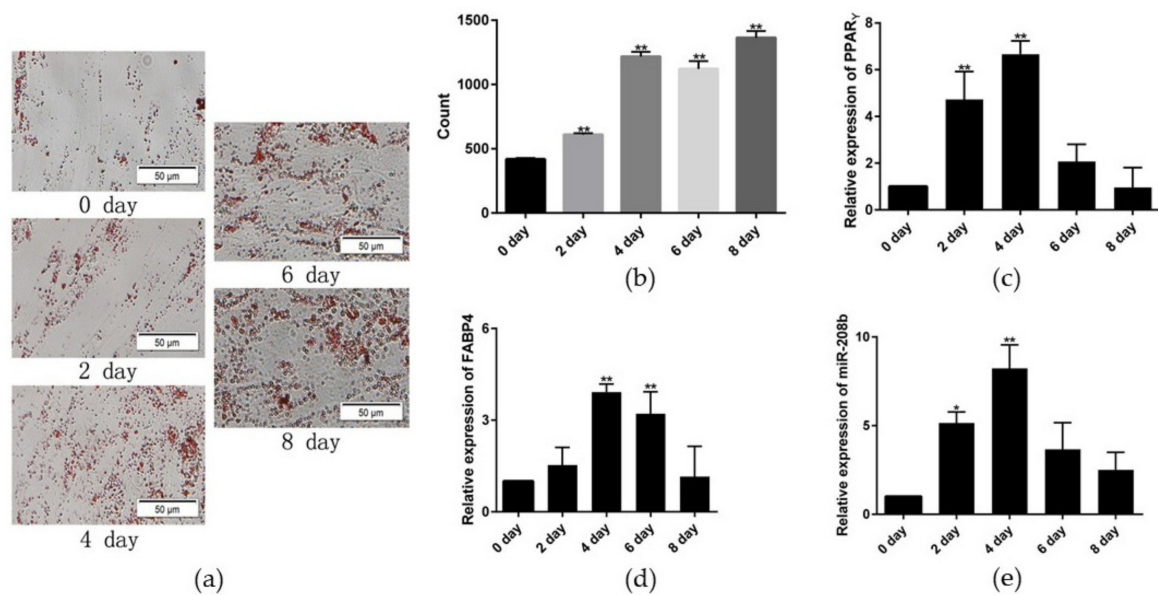 50 μm
0 day
50 μm
2 day
50 μm
4 day
50 μm
6 day
50 μm
8 day
(a)
Count
1500
1000
500
0
**
**
**
**
0 day
2 day
4 day
6 day
8 day
(b)
Relative expression of PPARγ
8
6
4
2
0
**
**
0 day
2 day
4 day
6 day
8 day
(c)
Relative expression of FABP4
6
3
0
**
**
0 day
2 day
4 day
6 day
8 day
(d)
Relative expression of miR-208b
10
5
0
*
**
0 day
2 day
4 day
6 day
8 day
(e)